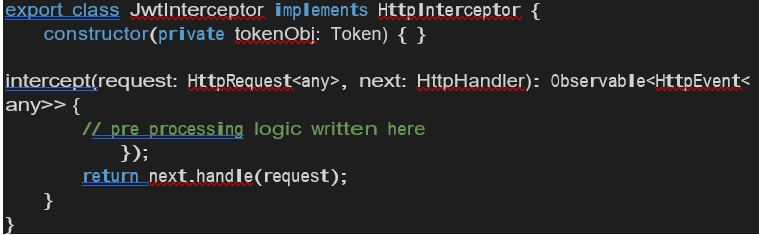 export class JwtInterceptor implements HttpInterceptor {
constructor(private tokenObj: Token) { }
intercept(request: HttpRequest<any>, next: HttpHandler): Observable<HttpEvent<
any>> {
// pre processing logic written here
});
return next.handle(request);
}
}